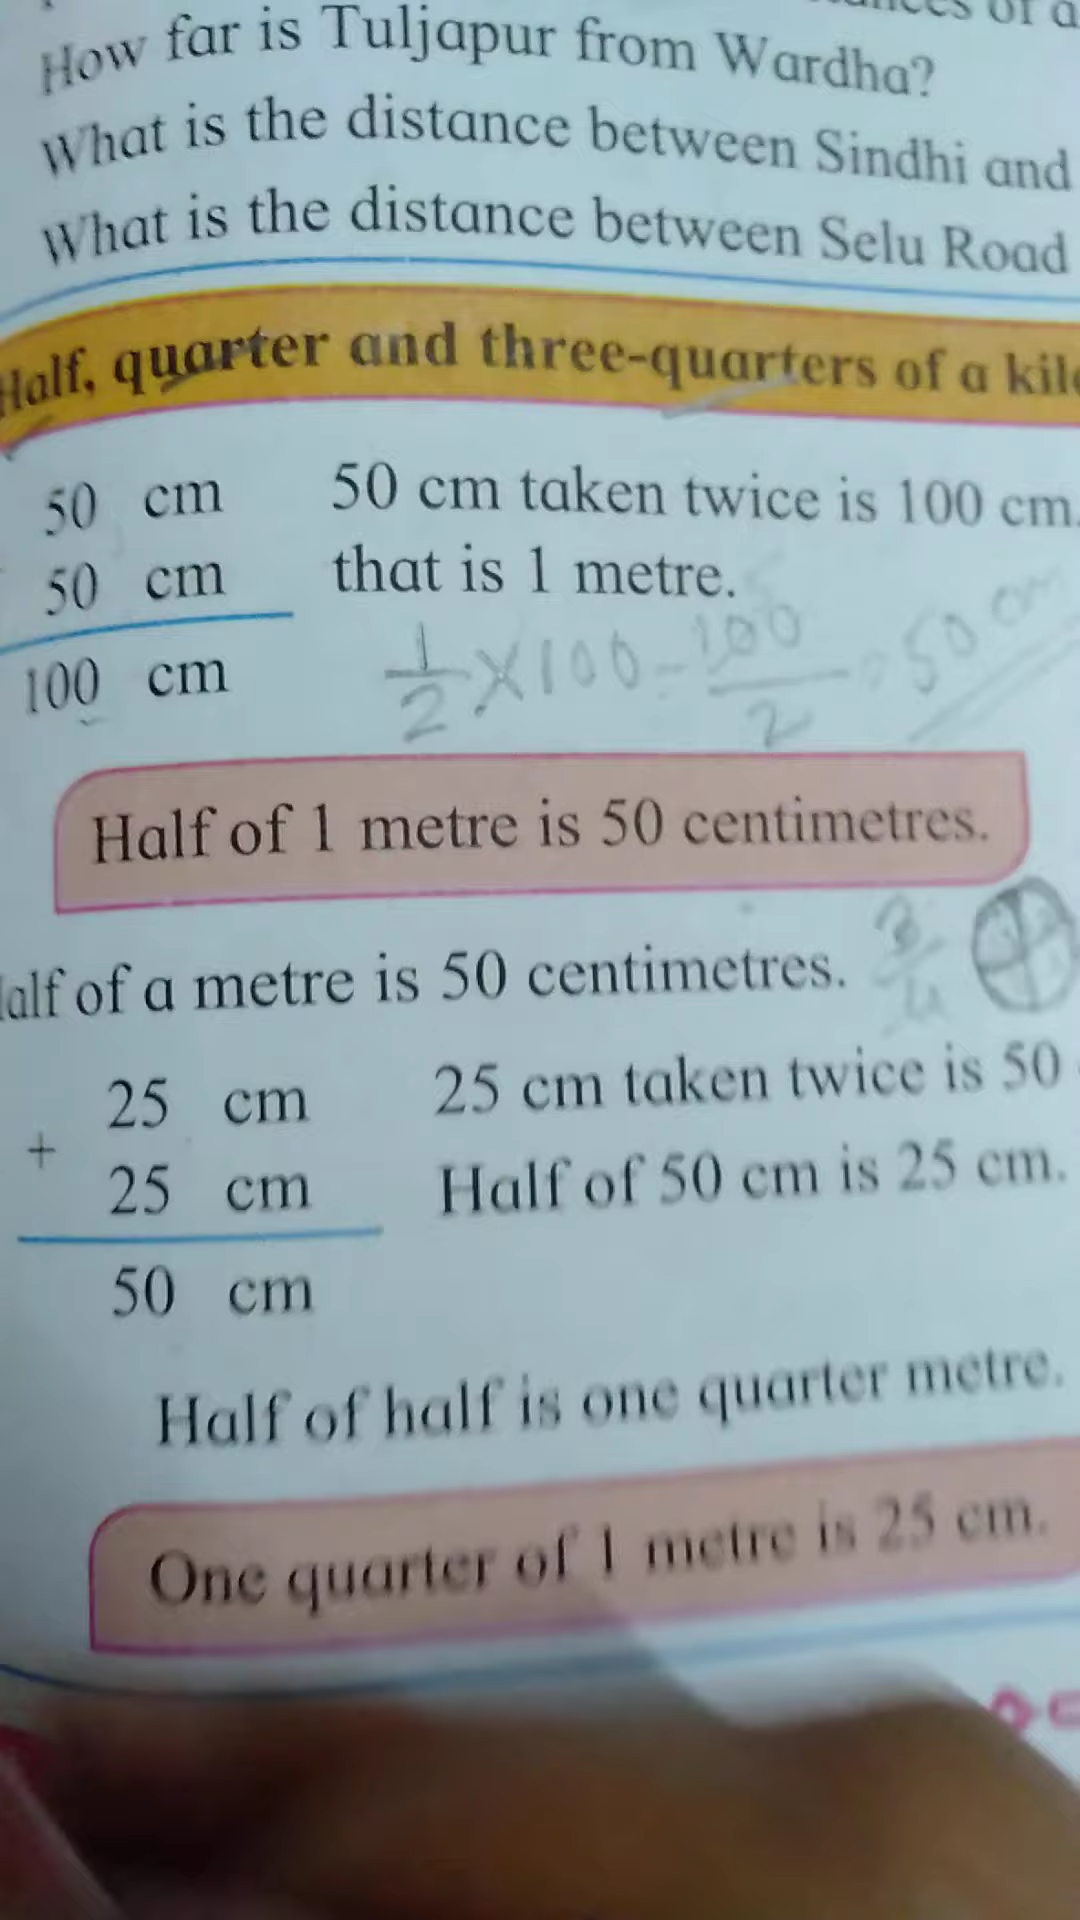 How far is Tuljapur from Wardha?
What is the distance between Sindhi and
What is the distance between Selu Road
Half, quarter and three-quarters of a
50 cm 50 cm taken twice is 100 cm.
50 cm that is 1 metre.
100 cm
1/2 × 100 - 100/2 = 50 cm
Half of 1 metre is 50 centimetres.
3/4
Half of a metre is 50 centimetres.
25 cm 25 cm taken twice is 50
+
25 cm Half of 50 cm is 25 cm.
50 cm
Half of half is one quarter metre.
One quarter of 1 metre is 25 cm.